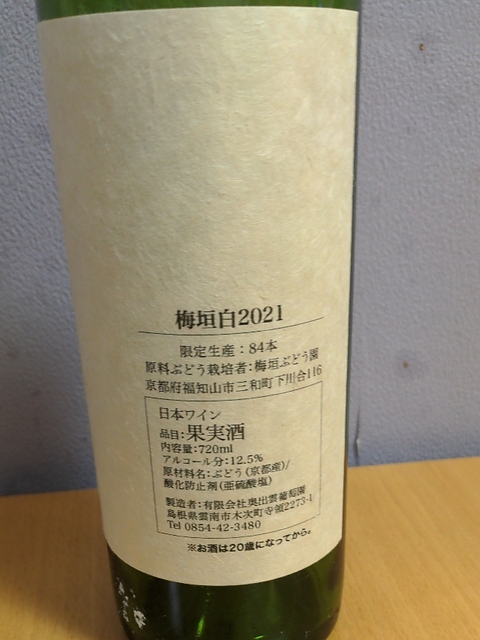 梅垣白2021
限定生産：84本
原料ぶどう栽培者：梅垣ぶどう園
京都府福知山市三和町下川合116
日本ワイン
品目：果実酒
内容量：720ml
アルコール分：12.5%
原材料名：ぶどう（京都産）/
酸化防止剤（亜硫酸塩）
製造者：有限会社奥出雲葡萄園
島根県雲南市木次町寺領2273-1
Tel 0854-42-3480
※お酒は20歳になってから。